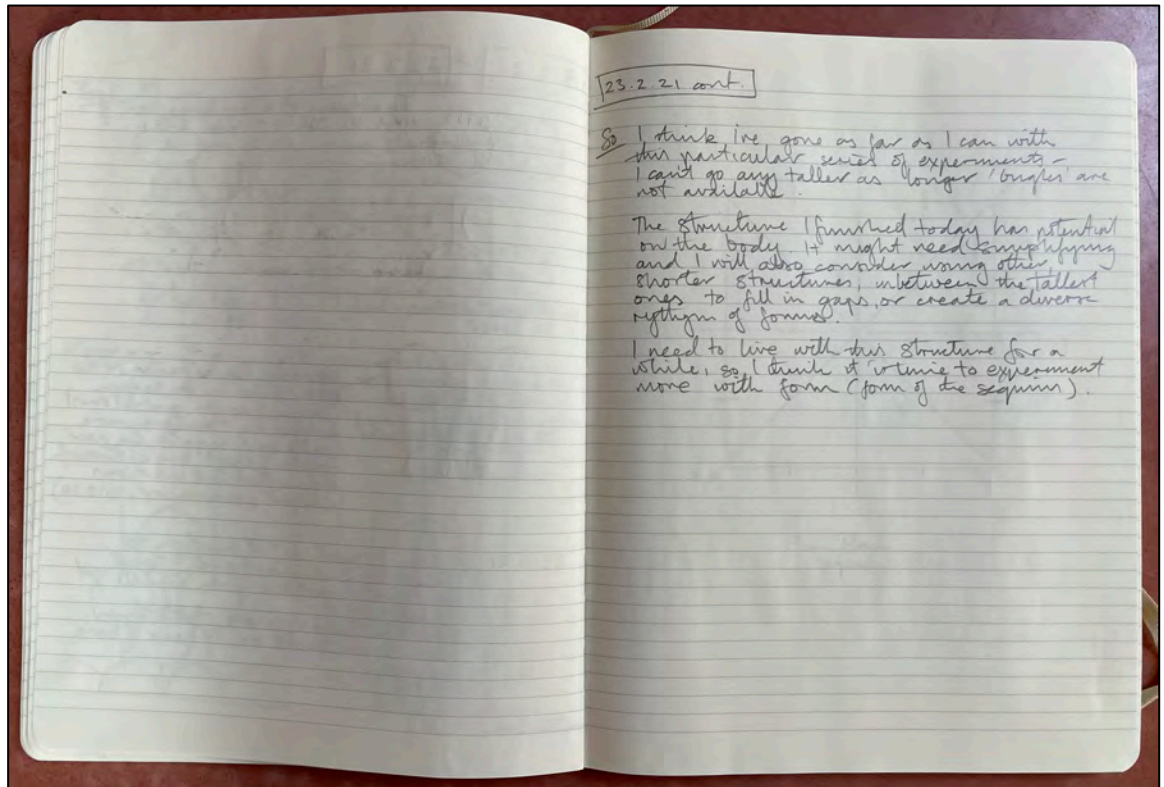 23.2.21 cont.
So I think Ive gone as far as I can with
this particular series of experiments -
I can't go any taller as longer 'bugles' are
not available.
The structure I finished today has potential
on the body. It might need simplifying
and I will also consider using other,
shorter structures, inbetween the tallest
ones to fill in gaps, or create a diverse
rythym of forms.
I need to live with this structure for a
while, so I think it's time to experiment
more with form (form of the sequins).